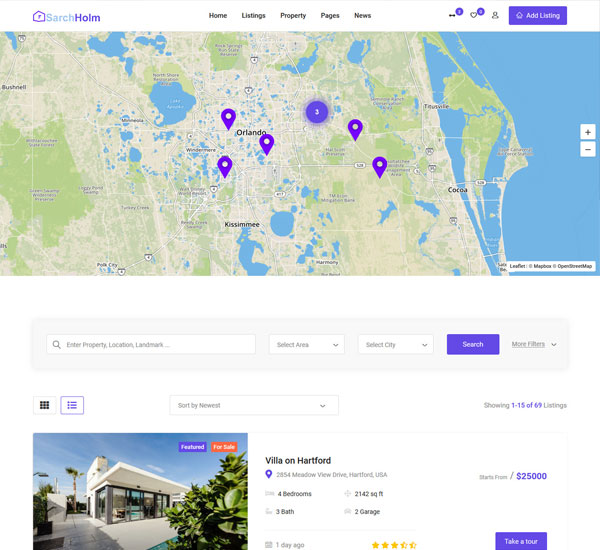 SarchHolm
Home Listings Property Pages News
Add Listing
Bushnell
Titusville
3
Minneola
Orlando
Windermere
Cocoa
Kissimmee
Polk City
Harmony
+
−
Leaflet | © Mapbox © OpenStreetMap
Enter Property, Location, Landmark ...
Select Area
Select City
Search
More Filters
Sort by Newest
Showing 1-15 of 69 Listings
Featured
For Sale
Villa on Hartford
2854 Meadow View Drive, Hartford, USA
Starts From / $25000
4 Bedrooms
2142 sq ft
3 Bath
2 Garage
1 day ago
Take a tour